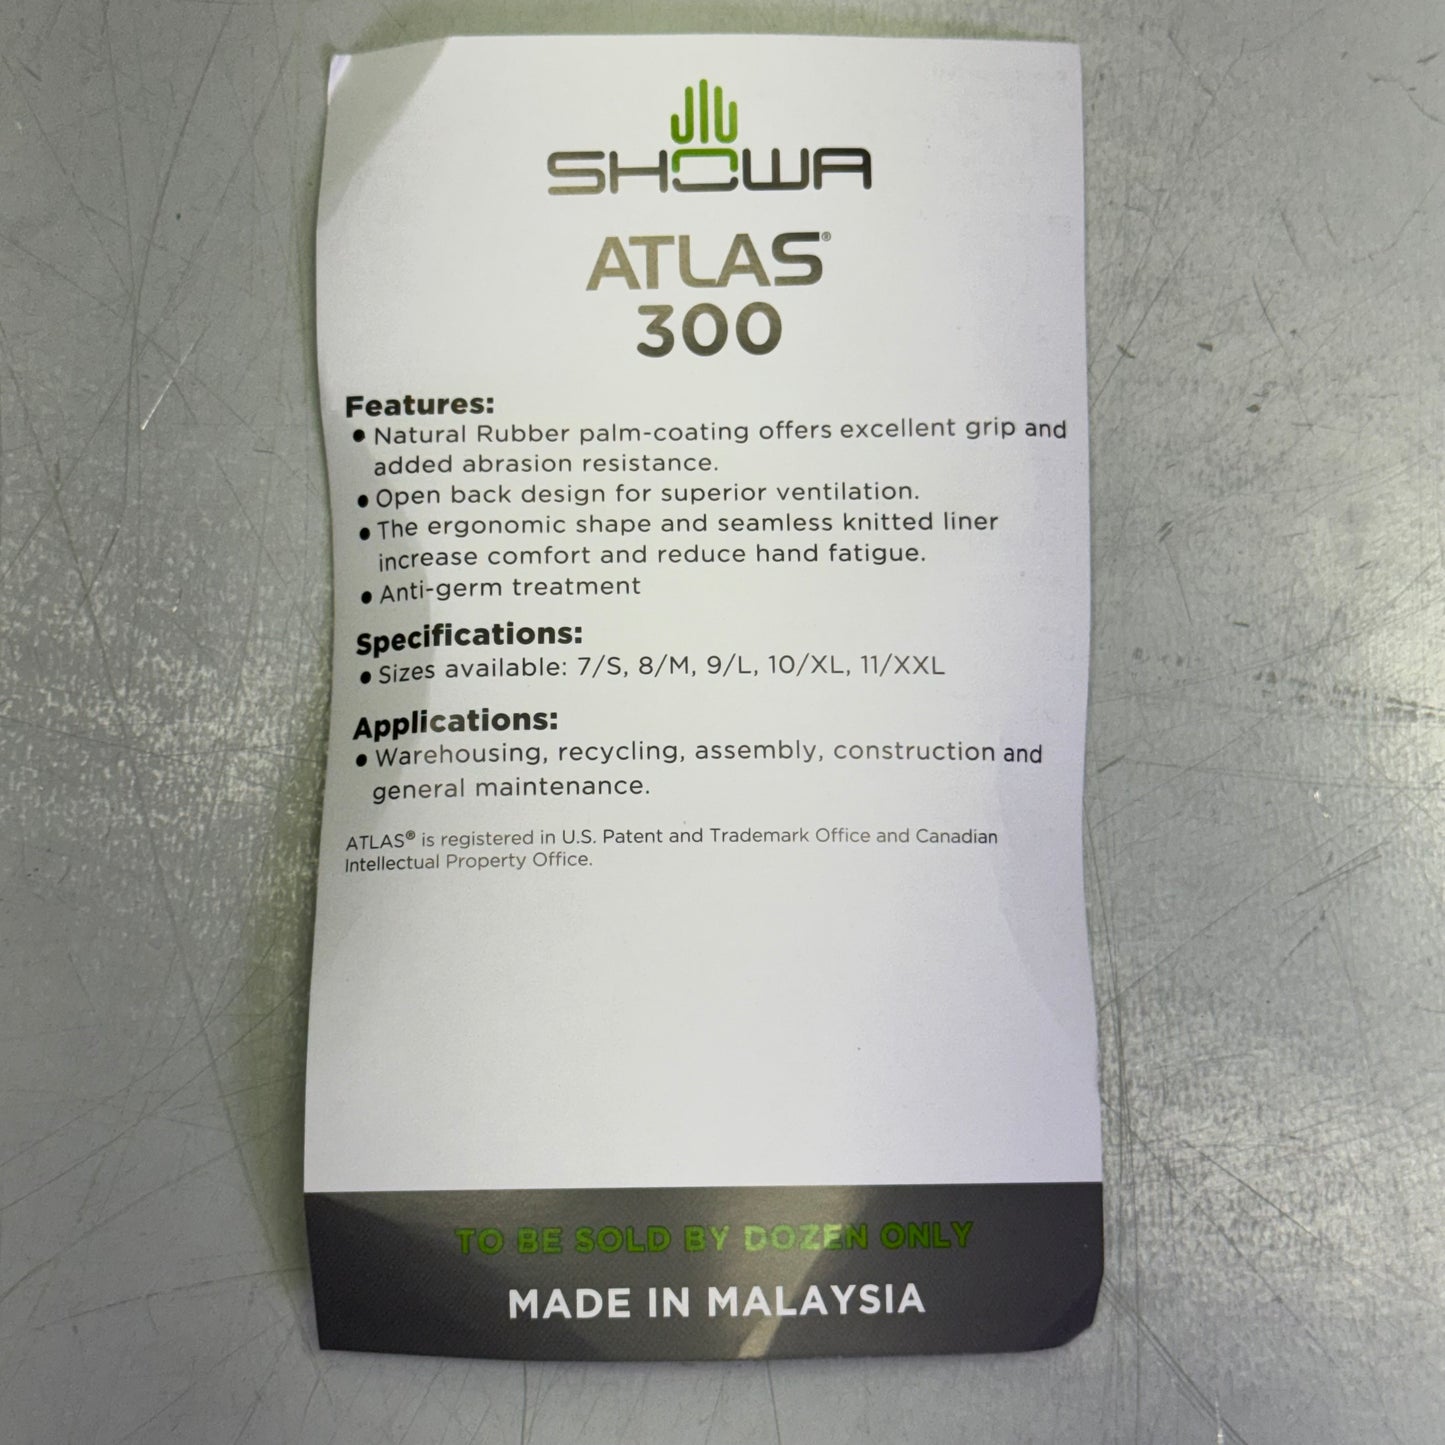 SHOWA
ATLAS®
300
Features:
● Natural Rubber palm-coating offers excellent grip and
added abrasion resistance.
● Open back design for superior ventilation.
● The ergonomic shape and seamless knitted liner
increase comfort and reduce hand fatigue.
● Anti-germ treatment
Specifications:
● Sizes available: 7/S, 8/M, 9/L, 10/XL, 11/XXL
Applications:
● Warehousing, recycling, assembly, construction and
general maintenance.
ATLAS® is registered in U.S. Patent and Trademark Office and Canadian
Intellectual Property Office.
TO BE SOLD BY DOZEN ONLY
MADE IN MALAYSIA